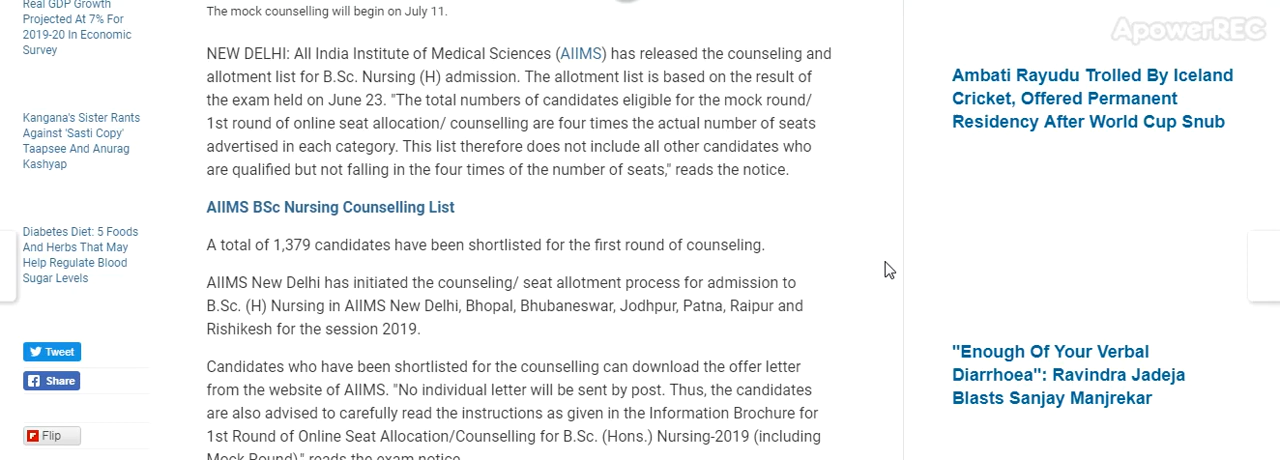 Real GDP Growth
Projected At 7% For
2019-20 In Economic
Survey
Kangana's Sister Rants
Against 'Sasti Copy'
Taapsee And Anurag
Kashyap
Diabetes Diet: 5 Foods
And Herbs That May
Help Regulate Blood
Sugar Levels
Tweet
Share
Flip
The mock counselling will begin on July 11.
NEW DELHI: All India Institute of Medical Sciences (AIIMS) has released the counseling and
allotment list for B.Sc. Nursing (H) admission. The allotment list is based on the result of
the exam held on June 23. "The total numbers of candidates eligible for the mock round/
1st round of online seat allocation/ counselling are four times the actual number of seats
advertised in each category. This list therefore does not include all other candidates who
are qualified but not falling in the four times of the number of seats," reads the notice.
AIIMS BSc Nursing Counselling List
A total of 1,379 candidates have been shortlisted for the first round of counseling.
AIIMS New Delhi has initiated the counseling/ seat allotment process for admission to
B.Sc. (H) Nursing in AIIMS New Delhi, Bhopal, Bhubaneswar, Jodhpur, Patna, Raipur and
Rishikesh for the session 2019.
Candidates who have been shortlisted for the counselling can download the offer letter
from the website of AIIMS. "No individual letter will be sent by post. Thus, the candidates
are also advised to carefully read the instructions as given in the Information Brochure for
1st Round of Online Seat Allocation/Counselling for B.Sc. (Hons.) Nursing-2019 (including
Mock Round)," reads the exam notice.
ApowerREC
Ambati Rayudu Trolled By Iceland
Cricket, Offered Permanent
Residency After World Cup Snub
"Enough Of Your Verbal
Diarrhoea": Ravindra Jadeja
Blasts Sanjay Manjrekar